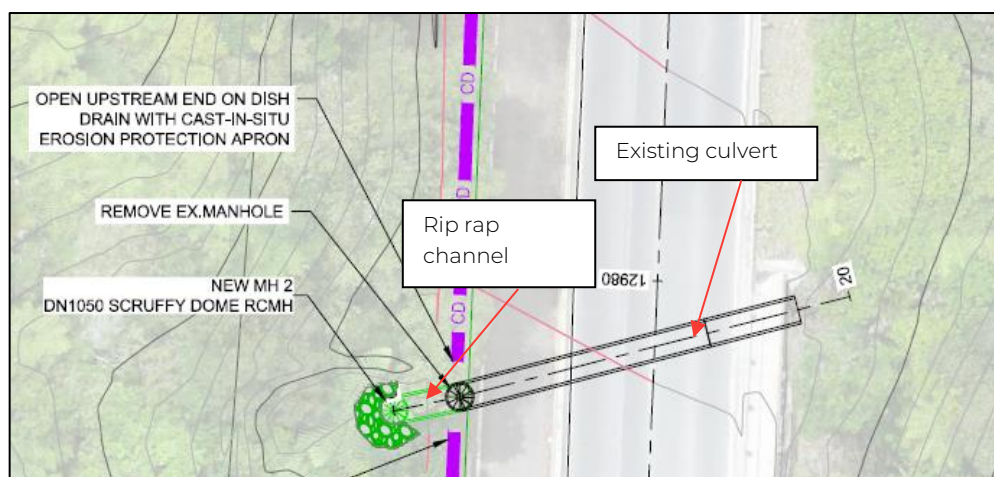 CD
OPEN UPSTREAM END ON DISH
DRAIN WITH CAST-IN-SITU
EROSION PROTECTION APRON
CD
Existing culvert
REMOVE EX.MANHOLE
CD
Rip rap
channel
NEW MH 2
DN1050 SCRUFFY DOME RCMH
12980
20
CD